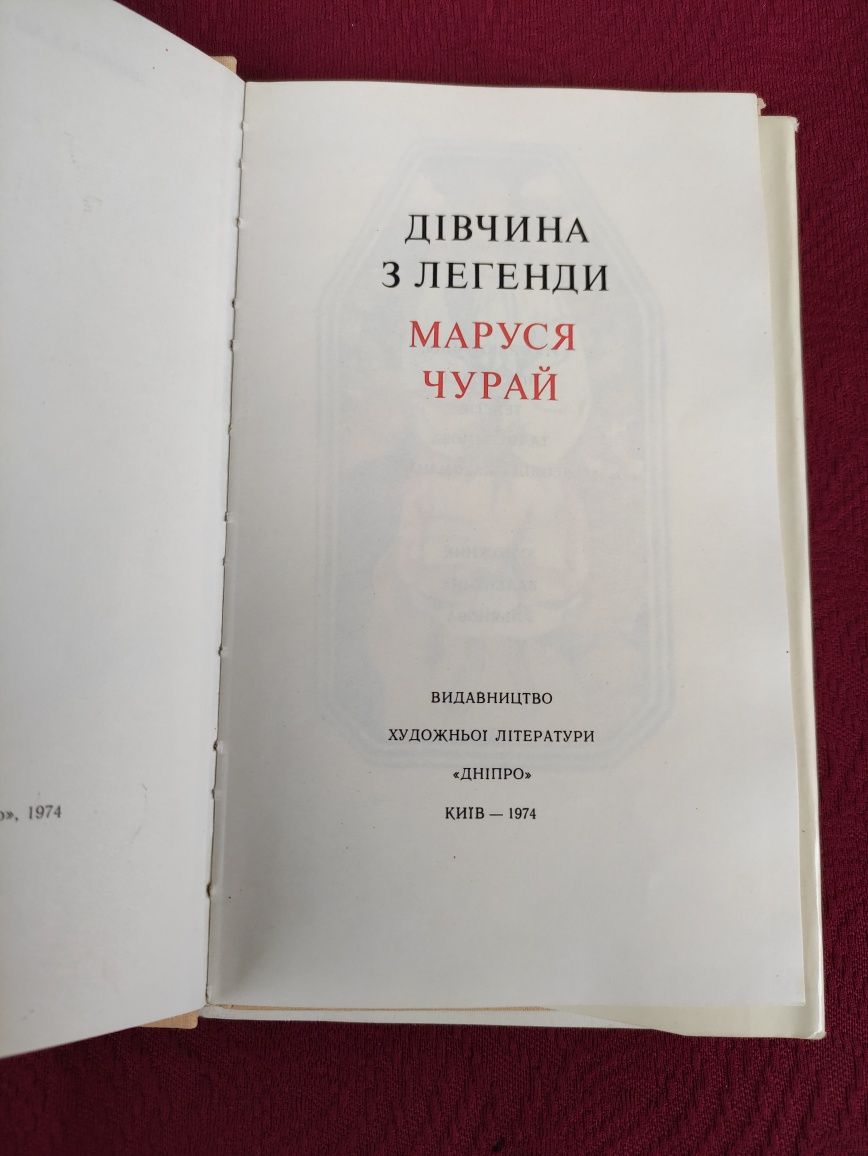 ДІВЧИНА
З ЛЕГЕНДИ
МАРУСЯ
ЧУРАЙ
ВИДАВНИЦТВО
ХУДОЖНЬОЇ ЛІТЕРАТУРИ
«ДНІПРО»
КИЇВ — 1974
о», 1974